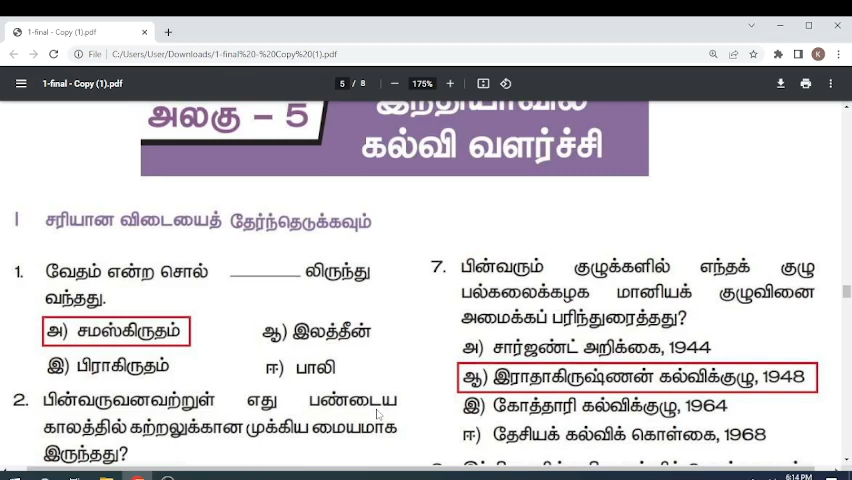 1-final - Copy (1).pdf
File
C:/Users/User/Downloads/1-final%20-%20Copy%20(1).pdf
K
1-final - Copy (1).pdf
5 / 8
175%
அலகு – 5
இந்தியாவில்
கல்வி வளர்ச்சி
I சரியான விடையைத் தேர்ந்தெடுக்கவும்
1. வேதம் என்ற சொல் ________ லிருந்து
வந்தது.
அ) சமஸ்கிருதம் ஆ) இலத்தீன்
இ) பிராகிருதம் ஈ) பாலி
2. பின்வருவனவற்றுள் எது பண்டைய
காலத்தில் கற்றலுக்கான முக்கிய மையமாக
இருந்தது?
7. பின்வரும் குழுக்களில் எந்தக் குழு
பல்கலைக்கழக மானியக் குழுவினை
அமைக்கப் பரிந்துரைத்தது?
அ) சார்ஜண்ட் அறிக்கை, 1944
ஆ) இராதாகிருஷ்ணன் கல்விக்குழு, 1948
இ) கோத்தாரி கல்விக்குழு, 1964
ஈ) தேசியக் கல்விக் கொள்கை, 1968
6:14 PM